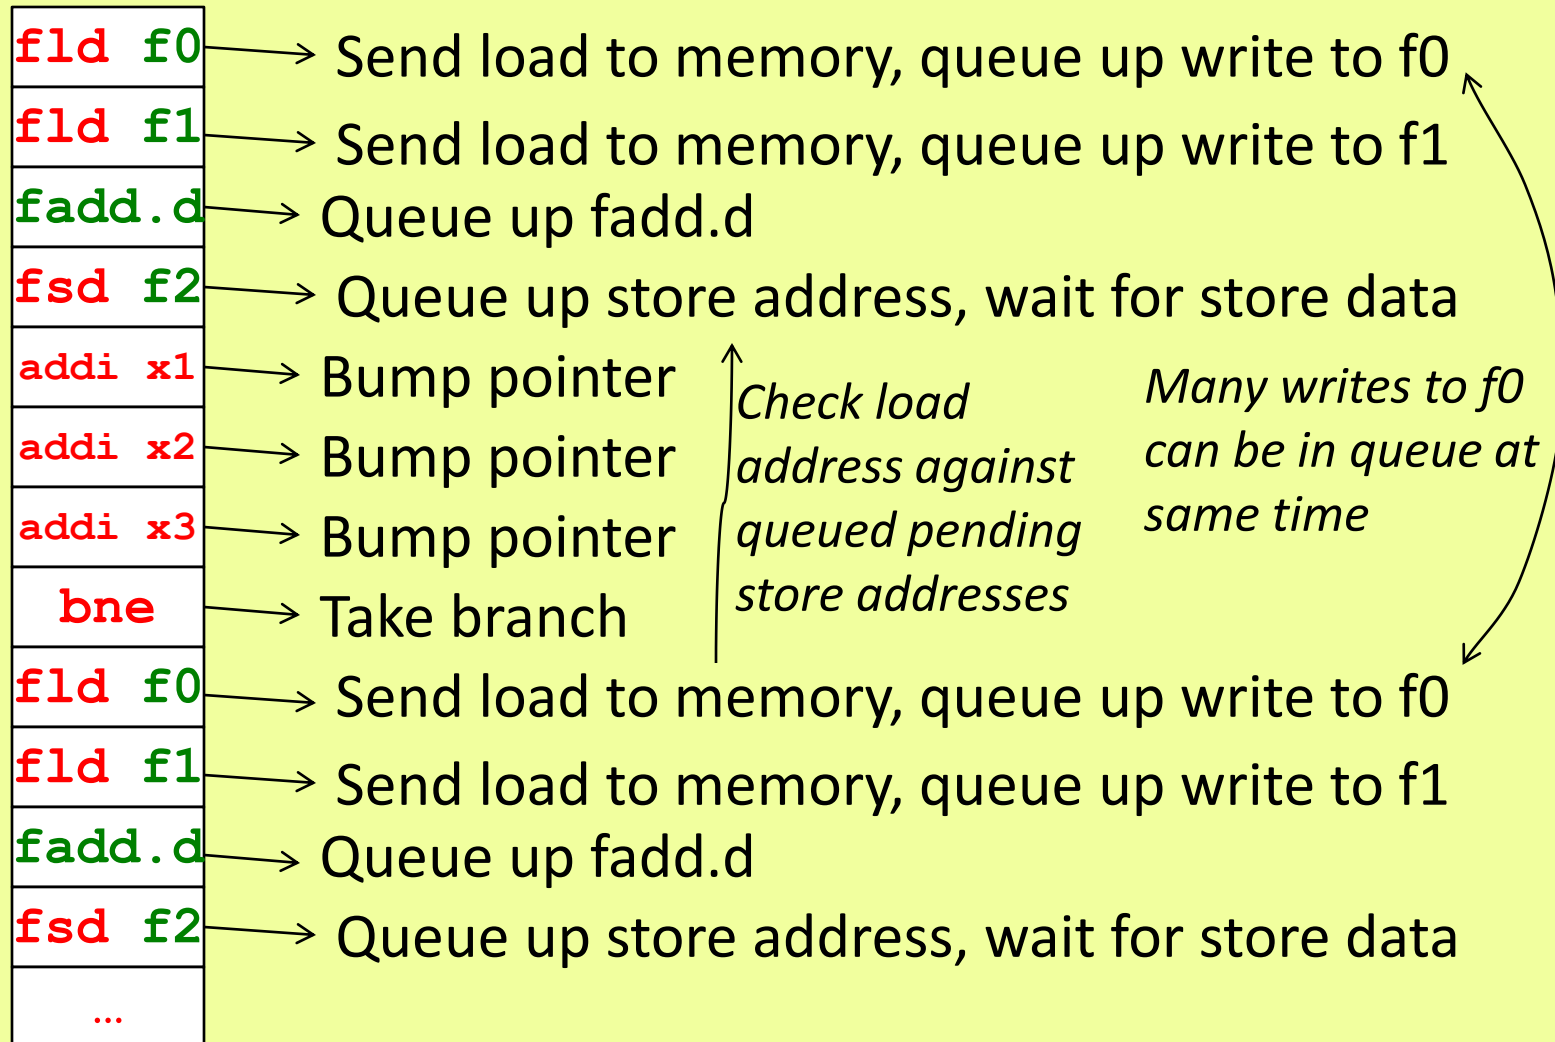 fld f0 Send load to memory, queue up write to f0
fld f1 Send load to memory, queue up write to f1
fadd.d Queue up fadd.d
fsd f2 Queue up store address, wait for store data
addi x1 Bump pointer
addi x2 Bump pointer
addi x3 Bump pointer
bne Take branch
Check load
address against
queued pending
store addresses
Many writes to f0
can be in queue at
same time
fld f0 Send load to memory, queue up write to f0
fld f1 Send load to memory, queue up write to f1
fadd.d Queue up fadd.d
fsd f2 Queue up store address, wait for store data
…